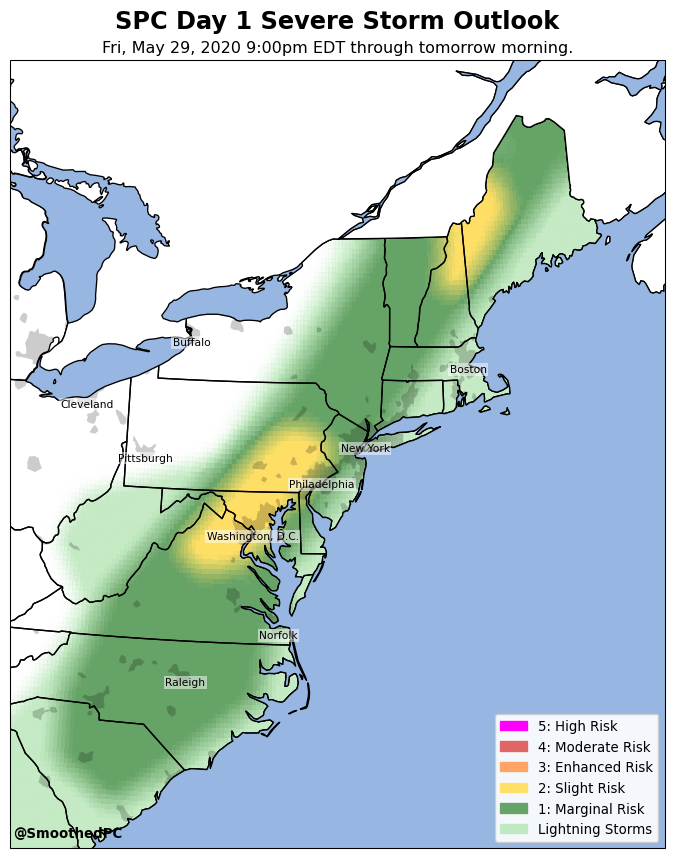 SPC Day 1 Severe Storm Outlook
Fri, May 29, 2020 9:00pm EDT through tomorrow morning.
Buffalo
Boston
Cleveland
New York
Pittsburgh
Philadelphia
Washington, D.C.
Norfolk
Raleigh
5: High Risk
4: Moderate Risk
3: Enhanced Risk
2: Slight Risk
1: Marginal Risk
Lightning Storms
@SmoothedPC